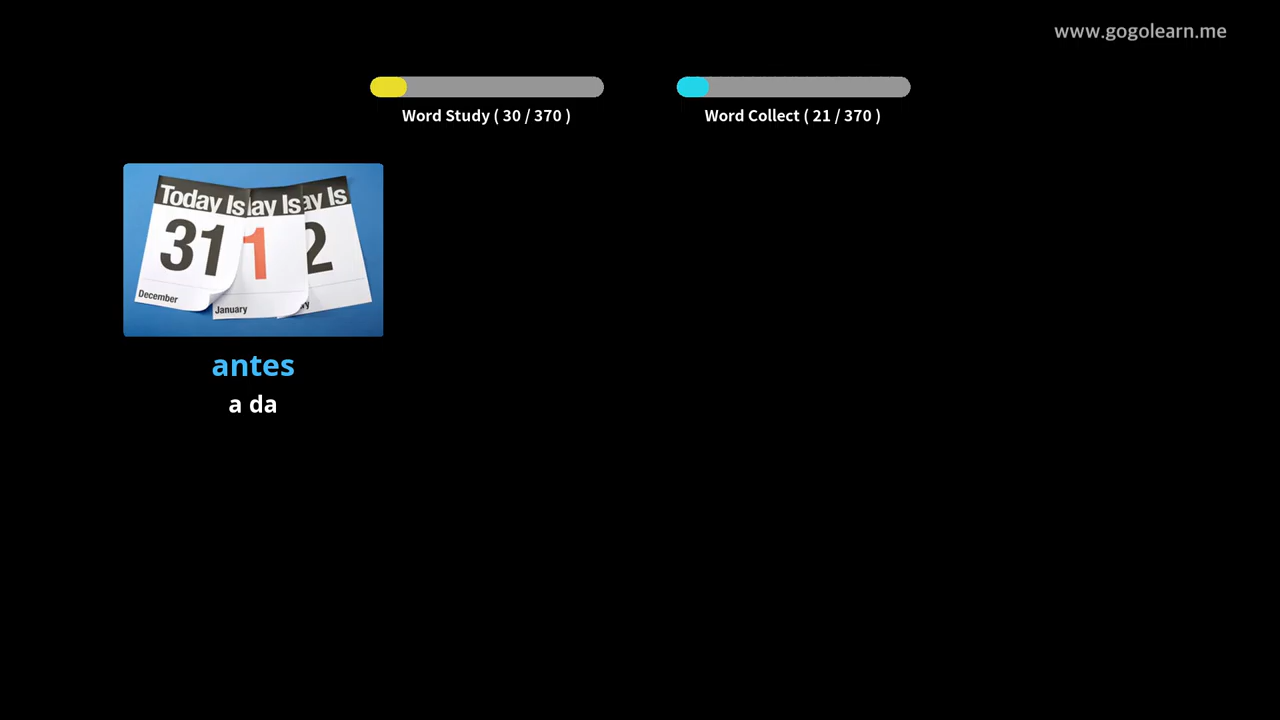 www.gogolearn.me
Word Study ( 30 / 370 )
Word Collect ( 21 / 370 )
Today Is ay Is ay Is
31 1 2
December
January
ry
antes
a da